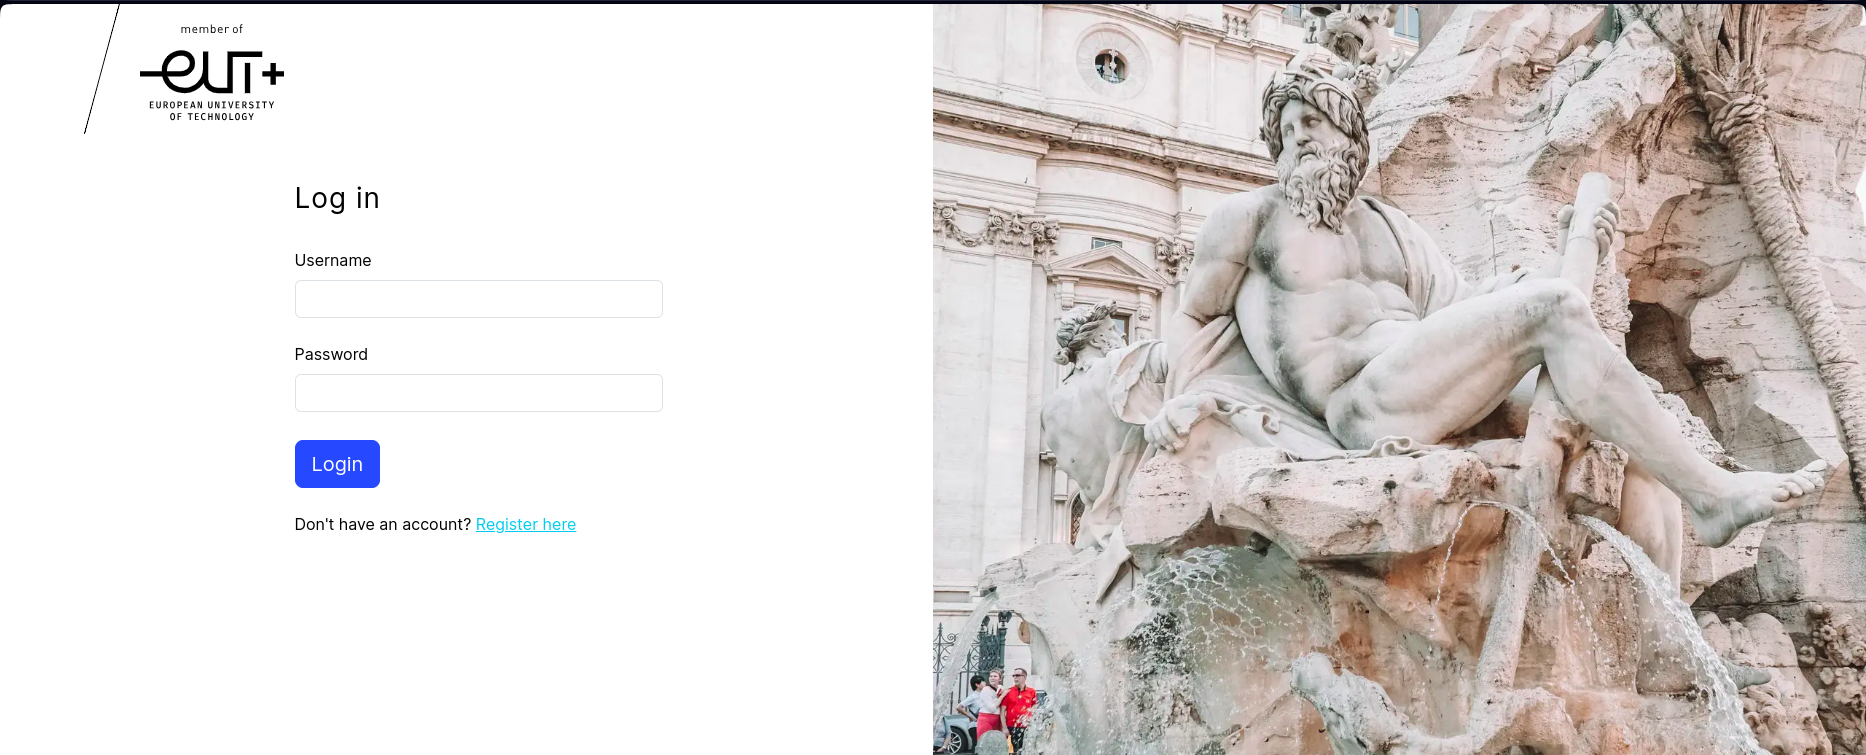 member of
eut+
EUROPEAN UNIVERSITY
OF TECHNOLOGY
Log in
Username
Password
Login
Don't have an account? Register here